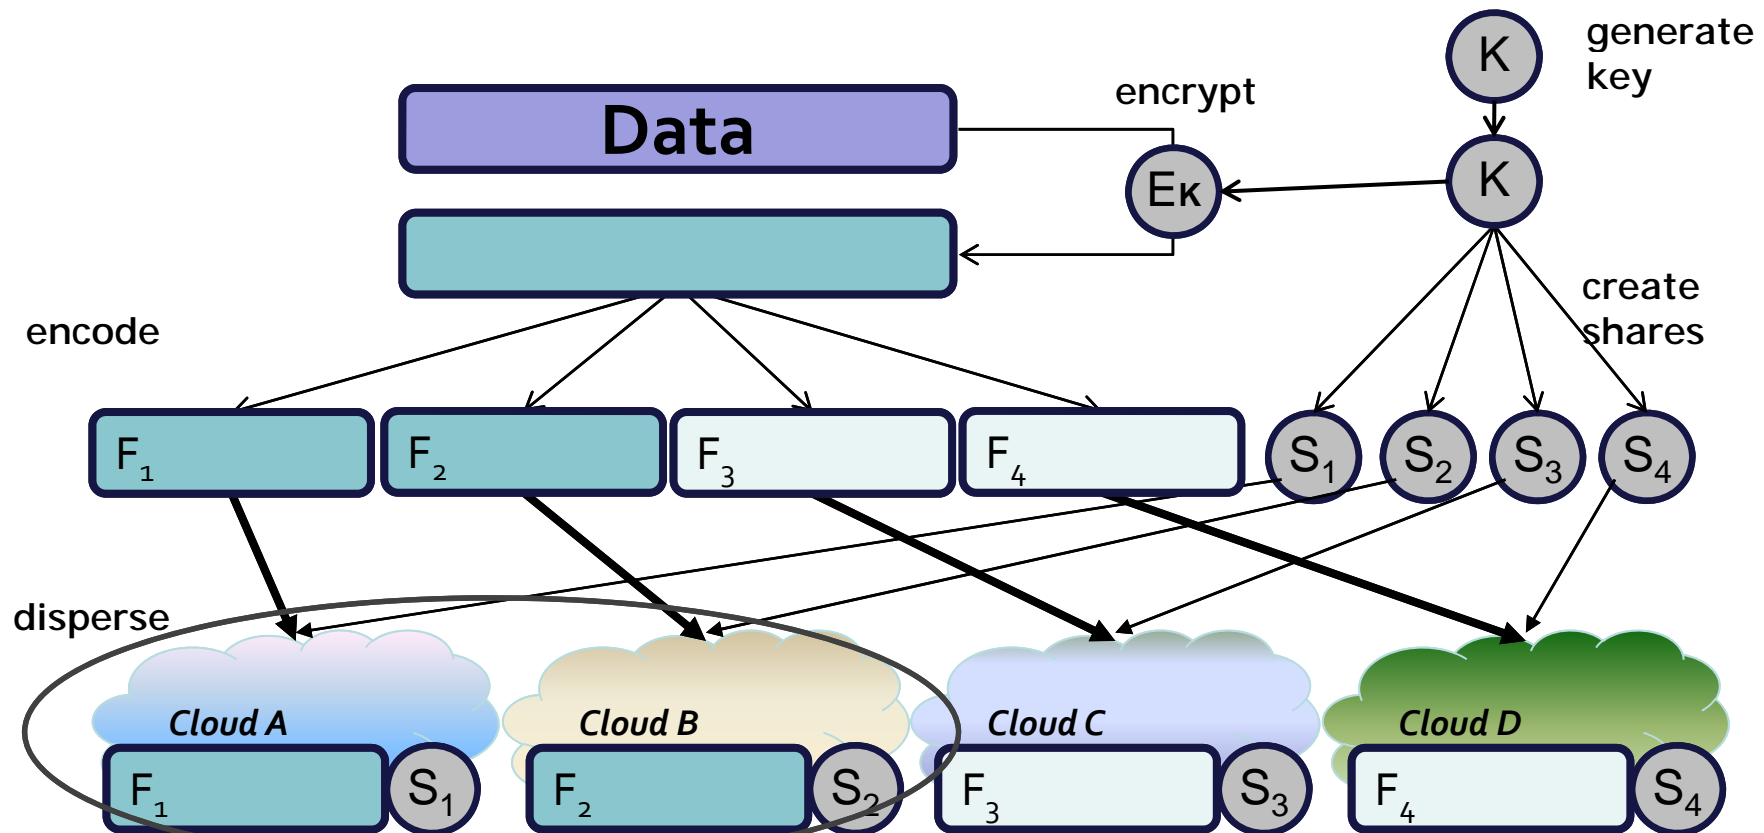 K
generate
key
encrypt
Data
EK
K
create
shares
encode
F1
F2
F3
F4
S1
S2
S3
S4
disperse
Cloud A
Cloud B
Cloud C
Cloud D
F1
S1
F2
S2
F3
S3
F4
S4